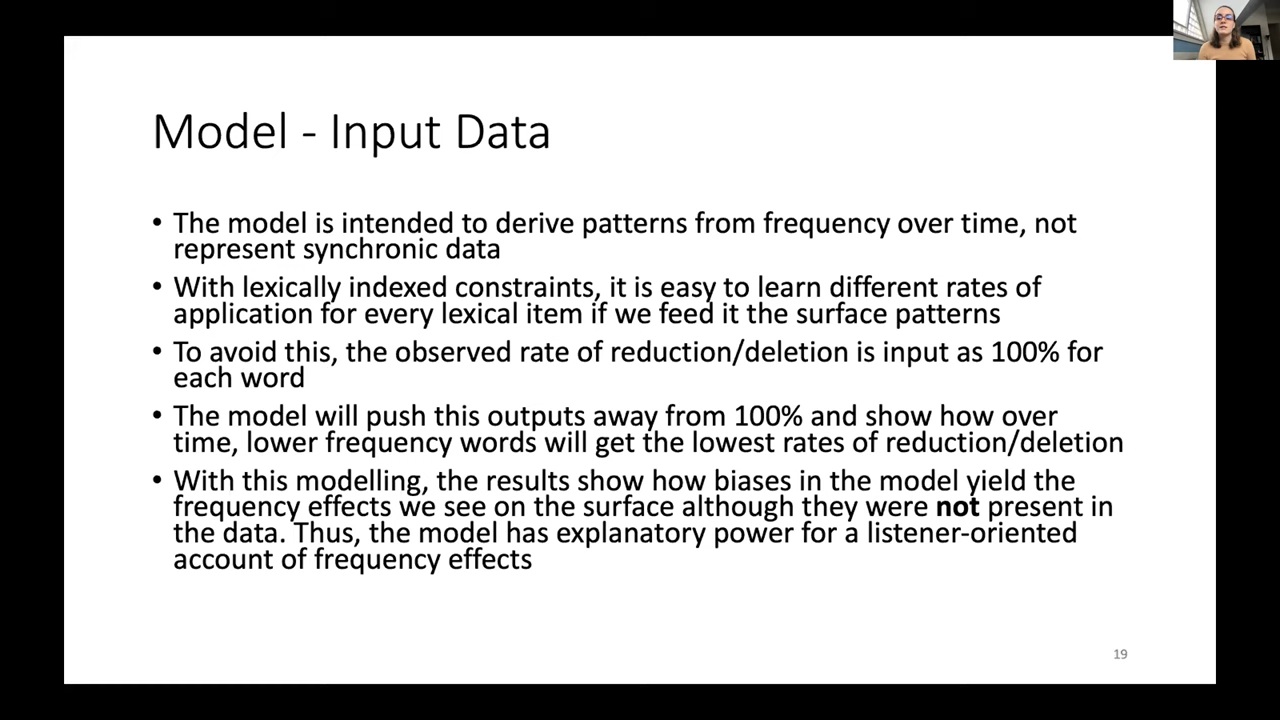 Model - Input Data
• The model is intended to derive patterns from frequency over time, not
represent synchronic data
• With lexically indexed constraints, it is easy to learn different rates of
application for every lexical item if we feed it the surface patterns
• To avoid this, the observed rate of reduction/deletion is input as 100% for
each word
• The model will push this outputs away from 100% and show how over
time, lower frequency words will get the lowest rates of reduction/deletion
• With this modelling, the results show how biases in the model yield the
frequency effects we see on the surface although they were not present in
the data. Thus, the model has explanatory power for a listener-oriented
account of frequency effects
19